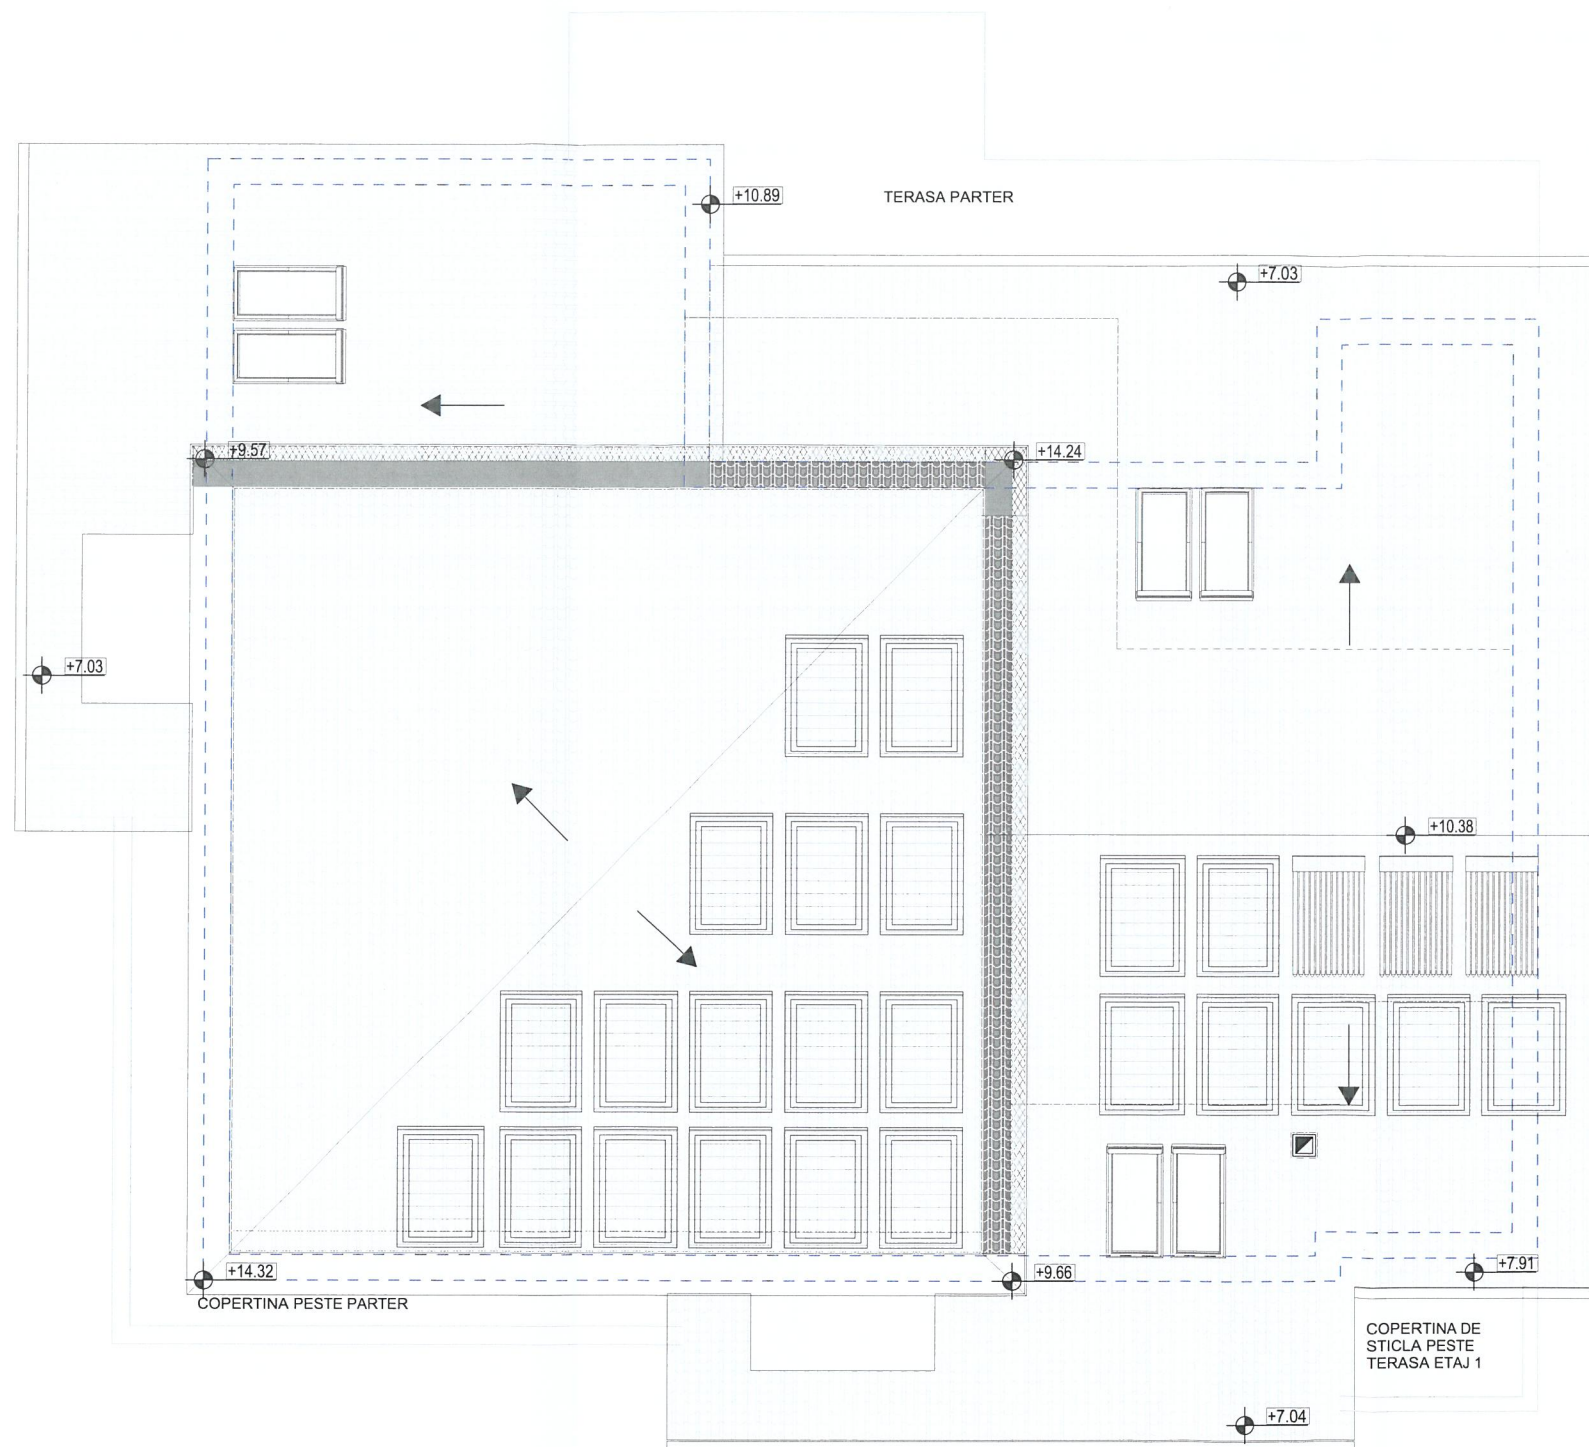 +10.89
TERASA PARTER
+7.03
+9.57
+14.24
+7.03
+10.38
+14.32
COPERTINA PESTE PARTER
+9.66
+7.91
COPERTINA DE
STICLA PESTE
TERASA ETAJ 1
+7.04